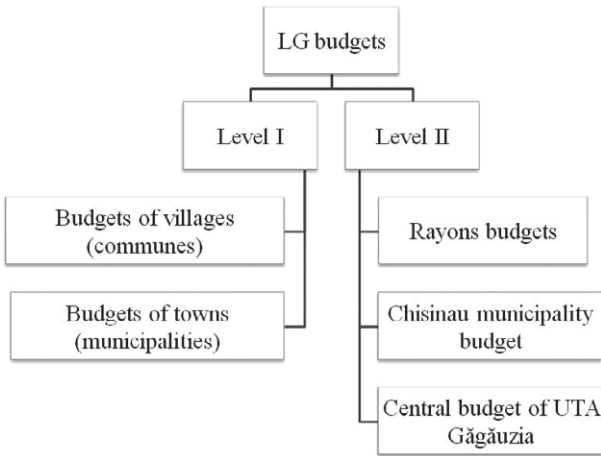 LG budgets
Level I
Level II
Budgets of villages
(communes)
Budgets of towns
(municipalities)
Rayons budgets
Chisinau municipality
budget
Central budget of UTA
Găgăuzia